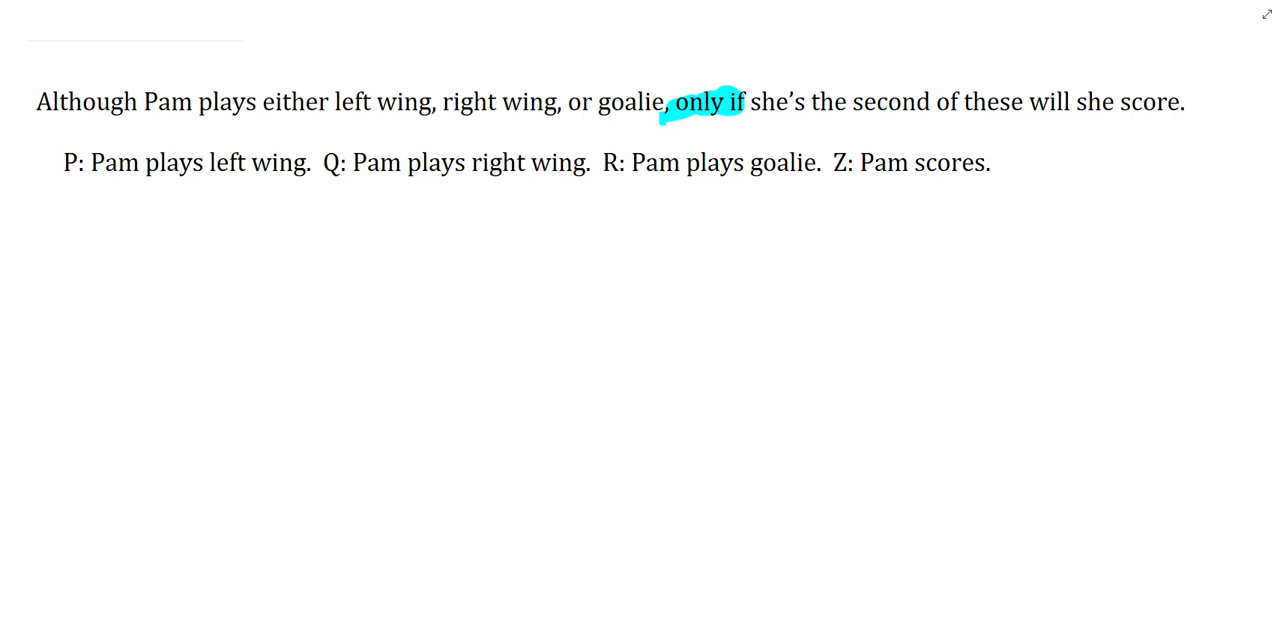 Although Pam plays either left wing, right wing, or goalie, only if she’s the second of these will she score.
P: Pam plays left wing. Q: Pam plays right wing. R: Pam plays goalie. Z: Pam scores.